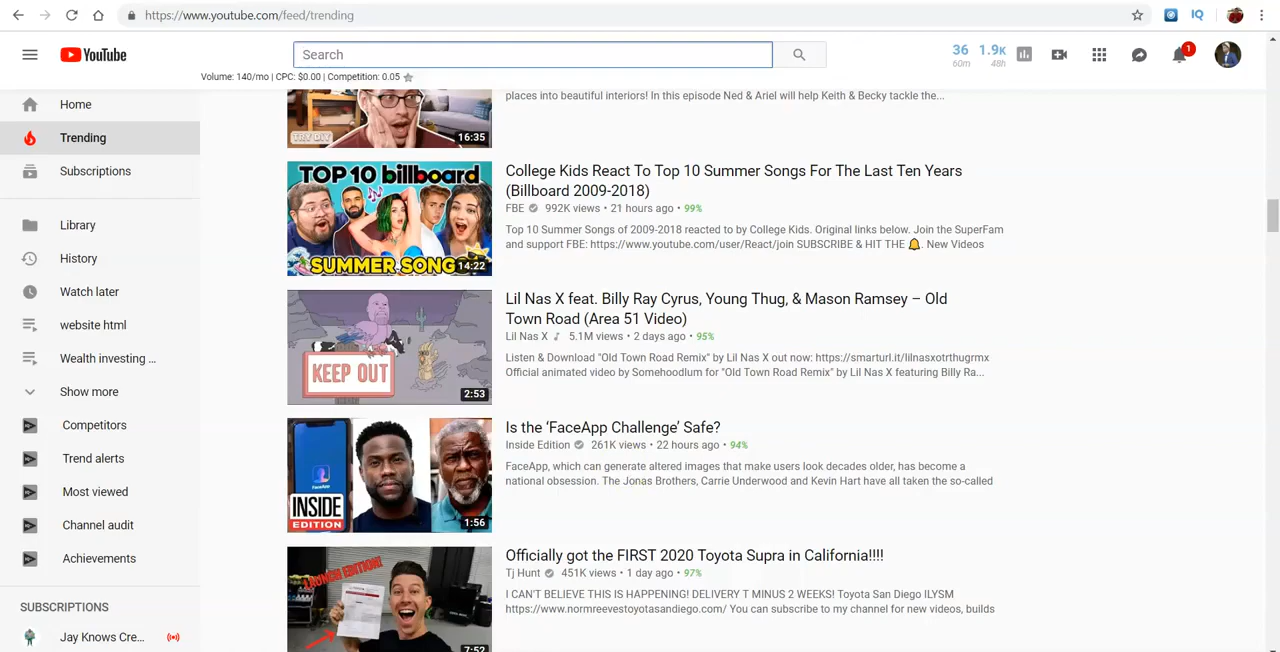 https://www.youtube.com/feed/trending
IQ
YouTube
Search
36 1.9K
60m 48h
1
Volume: 140/mo | CPC: $0.00 | Competition: 0.05
Home
Trending
Subscriptions
Library
History
Watch later
website html
Wealth investing ...
Show more
Competitors
Trend alerts
Most viewed
Channel audit
Achievements
SUBSCRIPTIONS
Jay Knows Cre...
places into beautiful interiors! In this episode Ned & Ariel will help Keith & Becky tackle the...
TRY DIY
16:35
TOP 10 billboard
SUMMER SONGS
14:22
College Kids React To Top 10 Summer Songs For The Last Ten Years
(Billboard 2009-2018)
FBE 992K views • 21 hours ago • 99%
Top 10 Summer Songs of 2009-2018 reacted to by College Kids. Original links below. Join the SuperFam
and support FBE: https://www.youtube.com/user/React/join SUBSCRIBE & HIT THE 🔔. New Videos
KEEP OUT
2:53
Lil Nas X feat. Billy Ray Cyrus, Young Thug, & Mason Ramsey – Old
Town Road (Area 51 Video)
Lil Nas X 5.1M views • 2 days ago • 95%
Listen & Download "Old Town Road Remix" by Lil Nas X out now: https://smarturl.it/lilnasxotrthugrmx
Official animated video by Somehoodlum for "Old Town Road Remix" by Lil Nas X featuring Billy Ra...
FaceApp
INSIDE
EDITION
1:56
Is the ‘FaceApp Challenge’ Safe?
Inside Edition 261K views • 22 hours ago • 94%
FaceApp, which can generate altered images that make users look decades older, has become a
national obsession. The Jonas Brothers, Carrie Underwood and Kevin Hart have all taken the so-called
LAUNCH EDITION!
7:52
Officially got the FIRST 2020 Toyota Supra in California!!!!
Tj Hunt 451K views • 1 day ago • 97%
I CAN'T BELIEVE THIS IS HAPPENING! DELIVERY T MINUS 2 WEEKS! Toyota San Diego ILYSM
https://www.normreevestoyotasandiego.com/ You can subscribe to my channel for new videos, builds